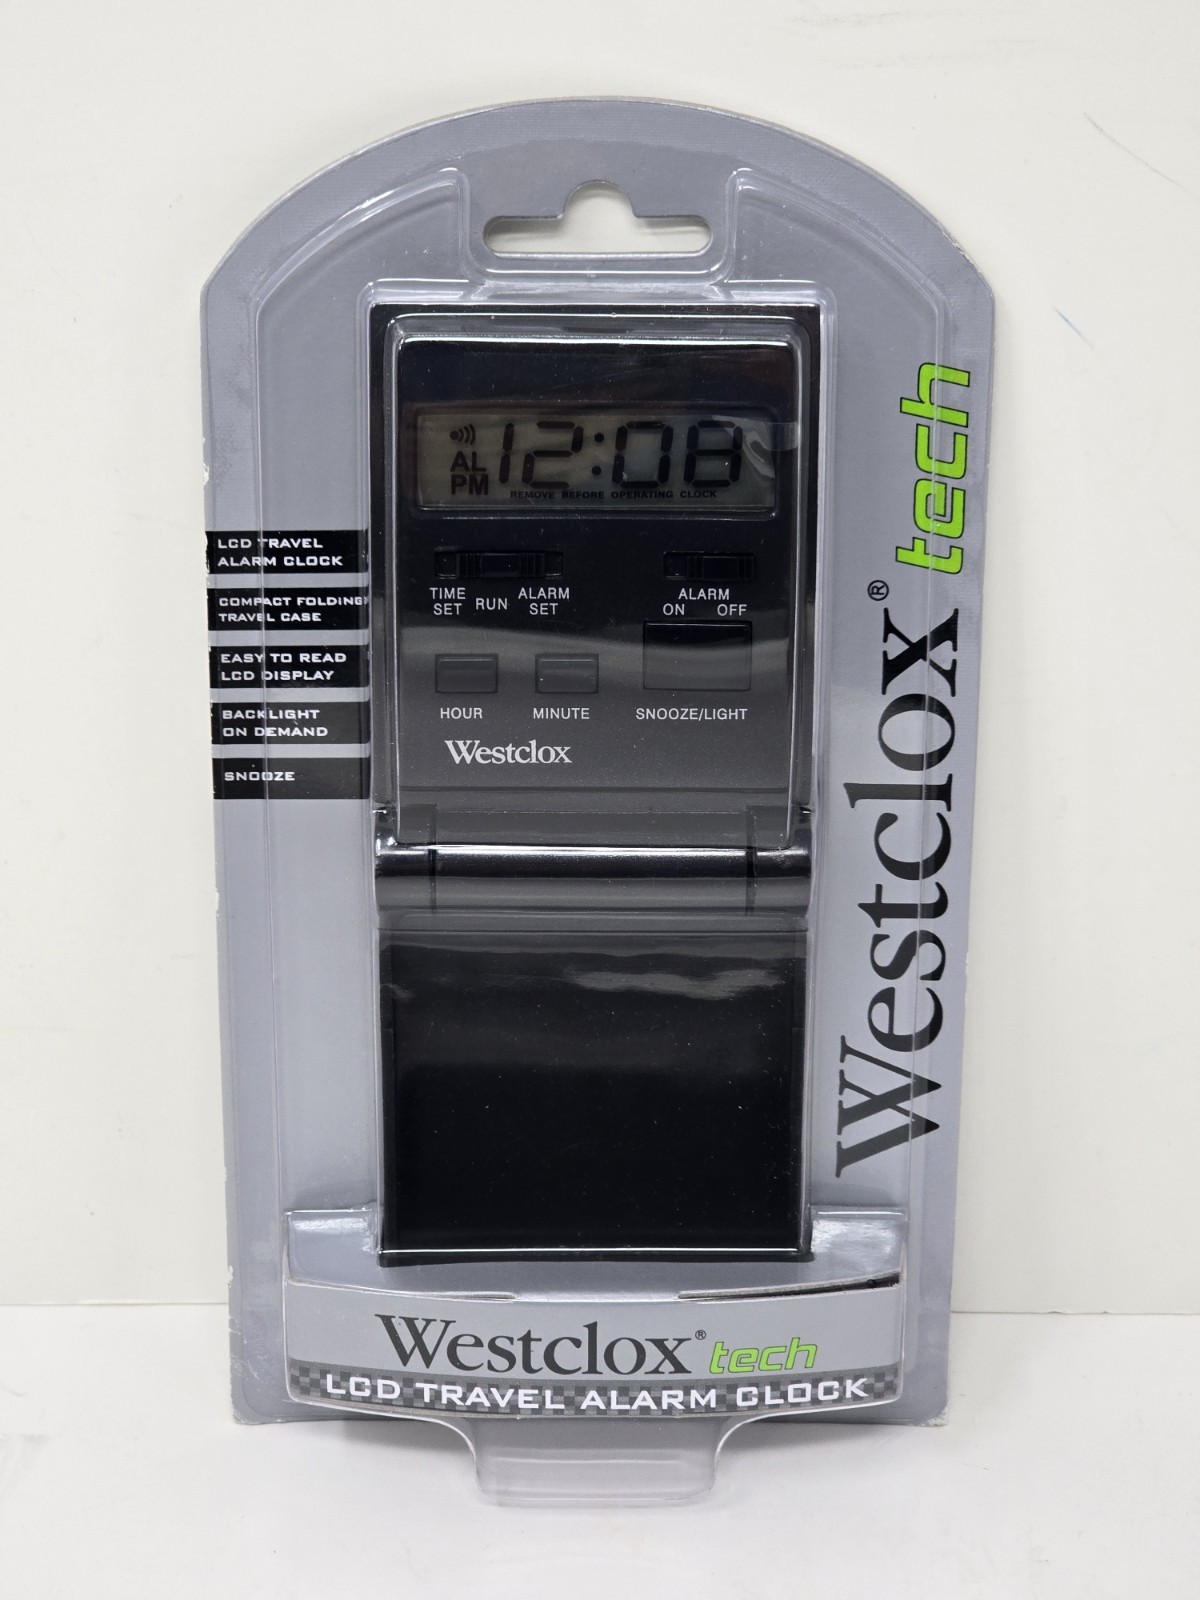 12:08
AL
PM
REMOVE BEFORE OPERATING CLOCK
TIME SET
RUN
ALARM SET
ALARM
ON OFF
HOUR
MINUTE
SNOOZE/LIGHT
Westclox
LCD TRAVEL
ALARM CLOCK
COMPACT FOLDING
TRAVEL CASE
EASY TO READ
LCD DISPLAY
BACKLIGHT
ON DEMAND
SNOOZE
Westclox® tech
Westclox® tech
LCD TRAVEL ALARM CLOCK